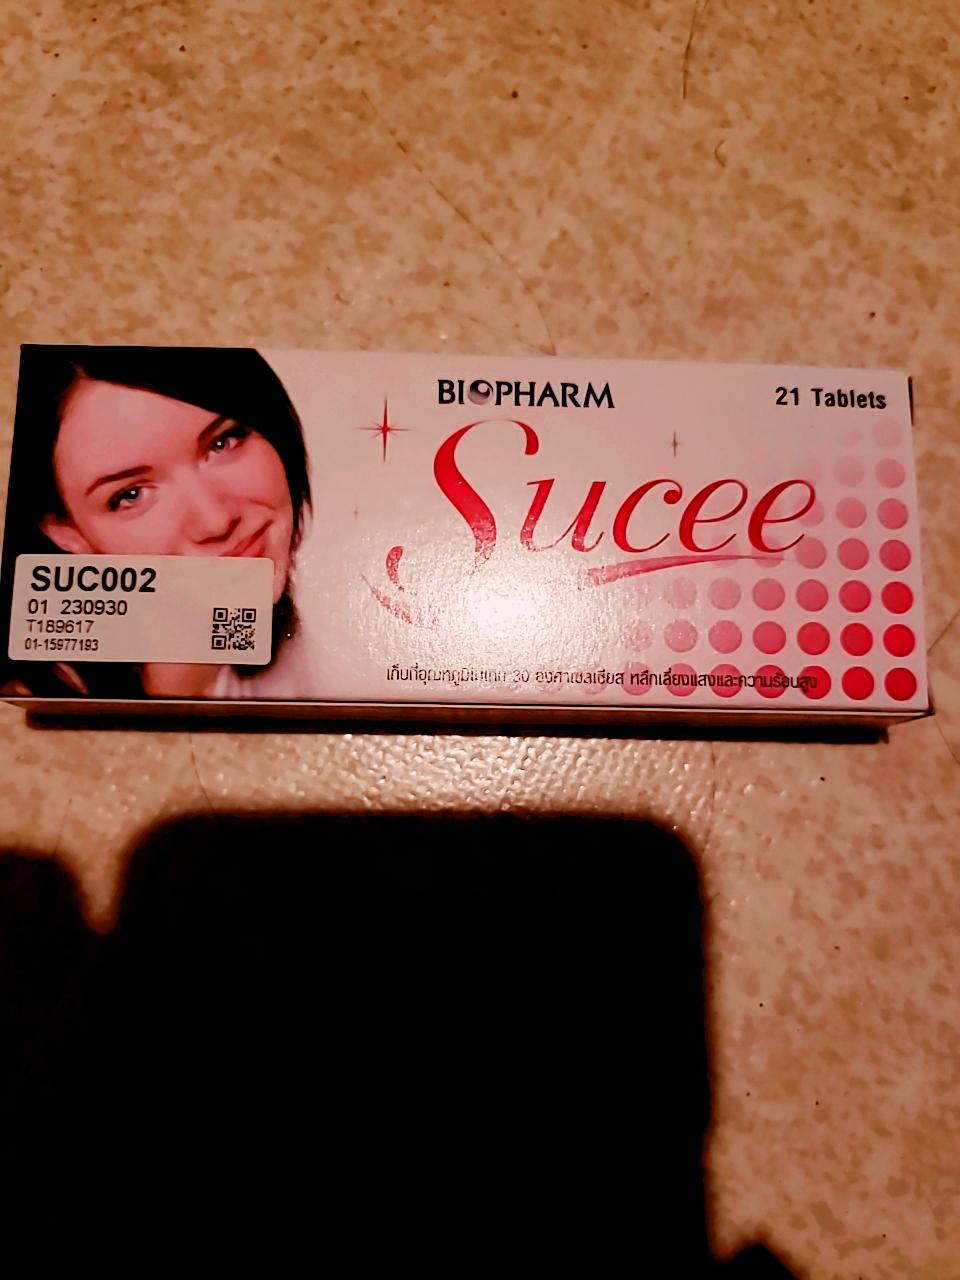 BIOPHARM
21 Tablets
Sucee
SUC002
01 230930
T189617
01-15977193
เก็บที่อุณหภูมิไม่เกิน 30 องศาเซลเซียส หลีกเลี่ยงแสงและความร้อนสูง